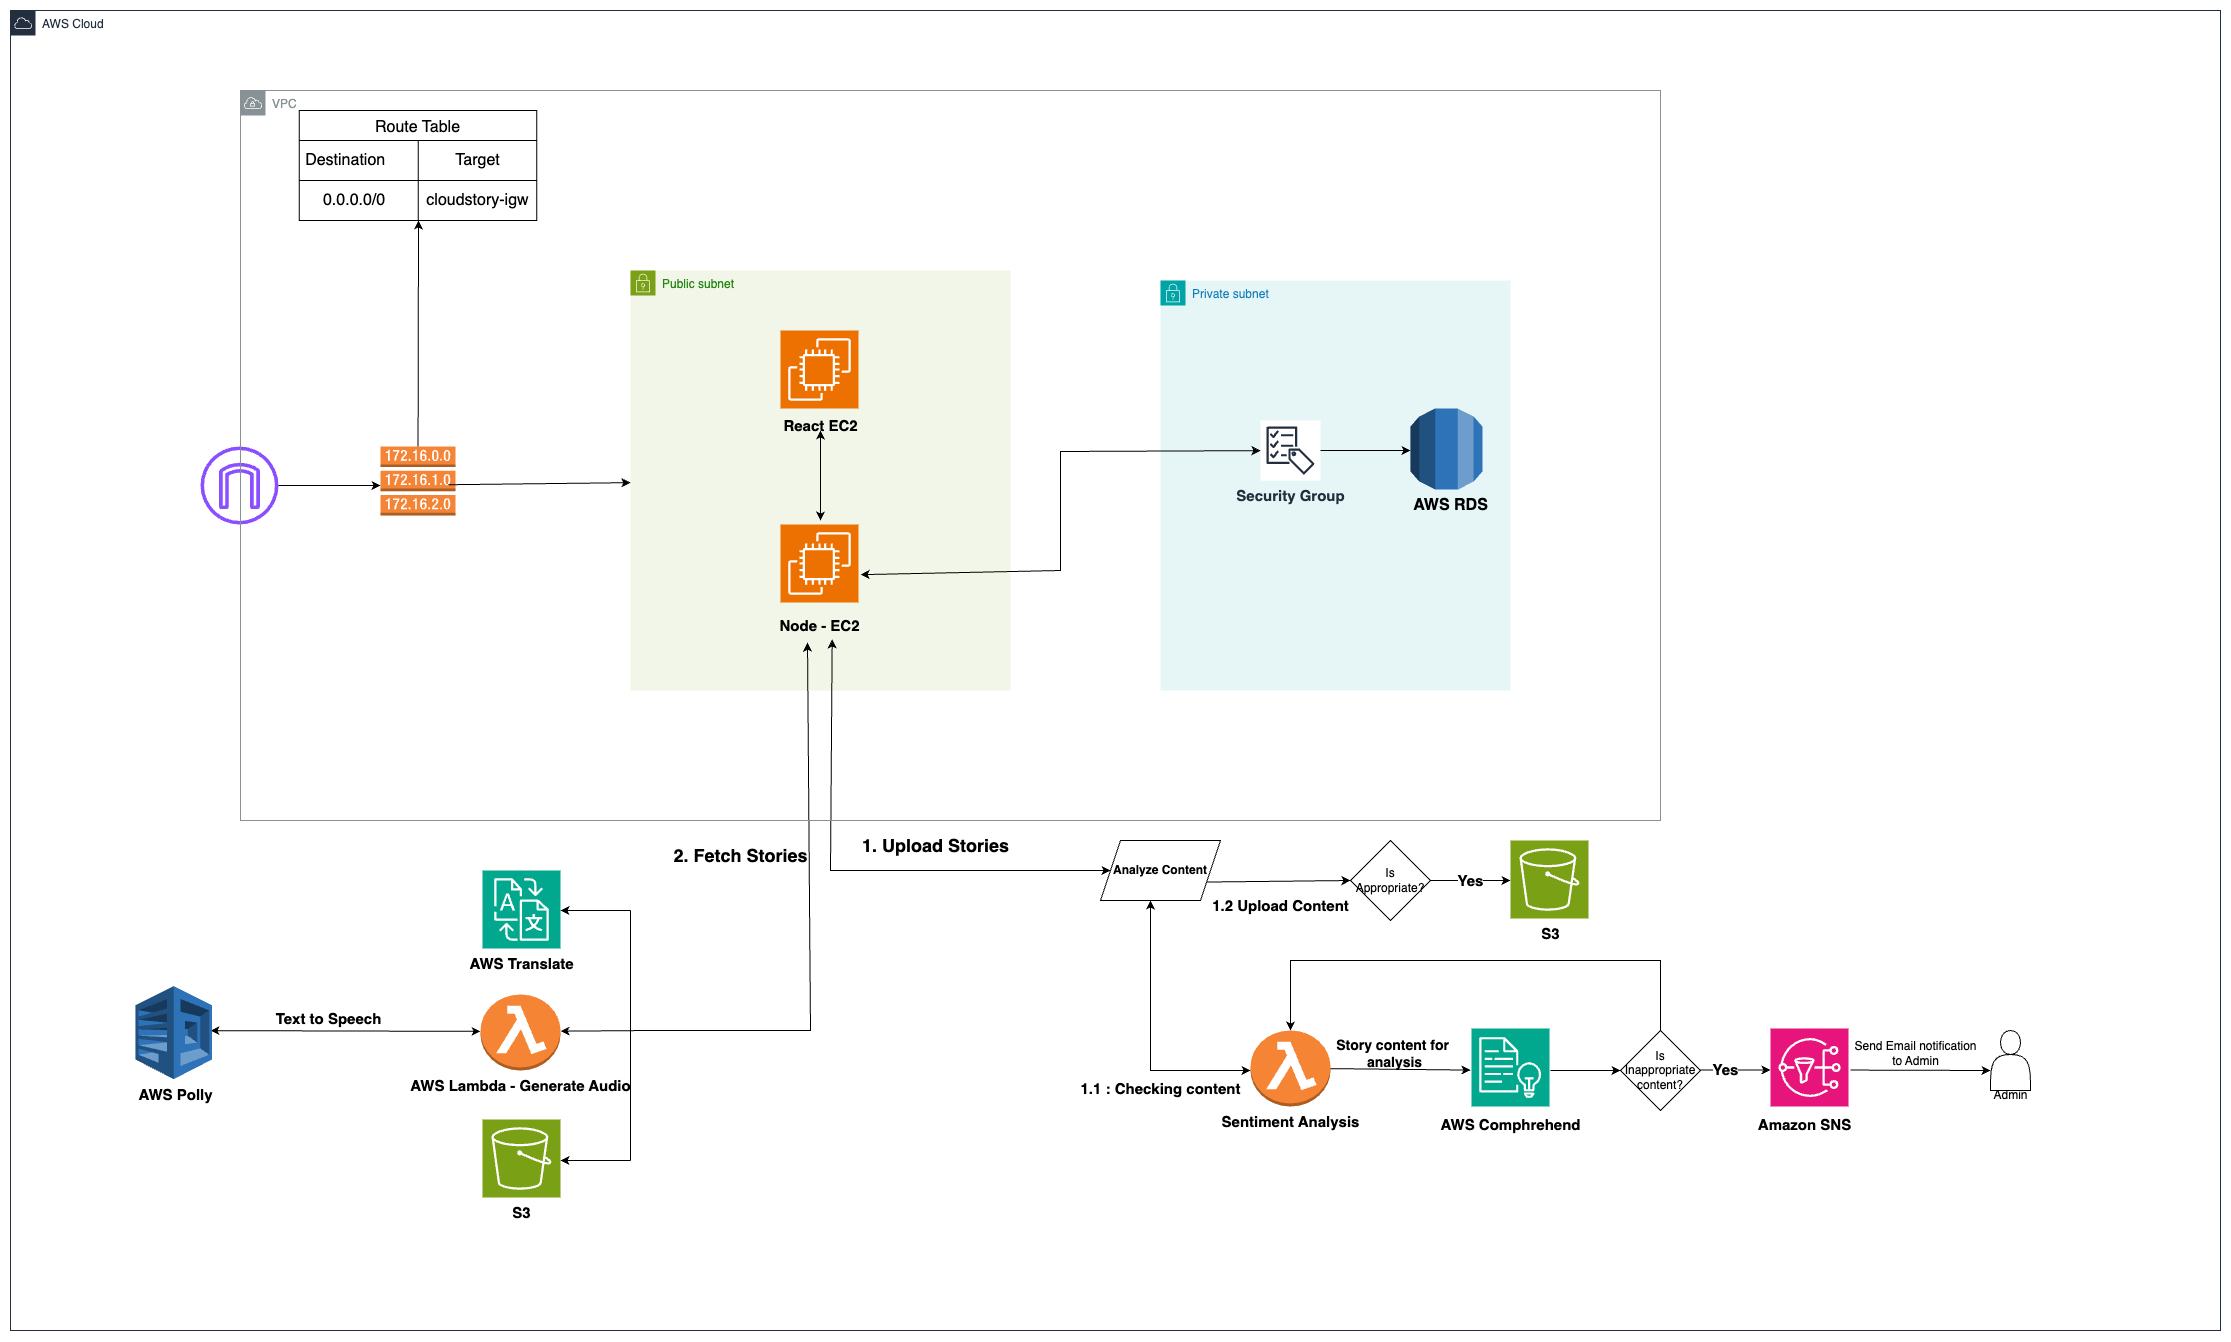 AWS Cloud
VPC
Route Table
Destination
Target
0.0.0.0/0
cloudstory-igw
Public subnet
Private subnet
React EC2
172.16.0.0
172.16.1.0
172.16.2.0
Security Group
AWS RDS
Node - EC2
2. Fetch Stories
1. Upload Stories
Analyze Content
Is
Appropriate?
Yes
1.2 Upload Content
S3
A
文
AWS Translate
Text to Speech
AWS Polly
AWS Lambda - Generate Audio
S3
1.1 : Checking content
Story content for
analysis
Sentiment Analysis
AWS Comphrehend
Is
Inappropriate
content?
Yes
Amazon SNS
Send Email notification
to Admin
Admin